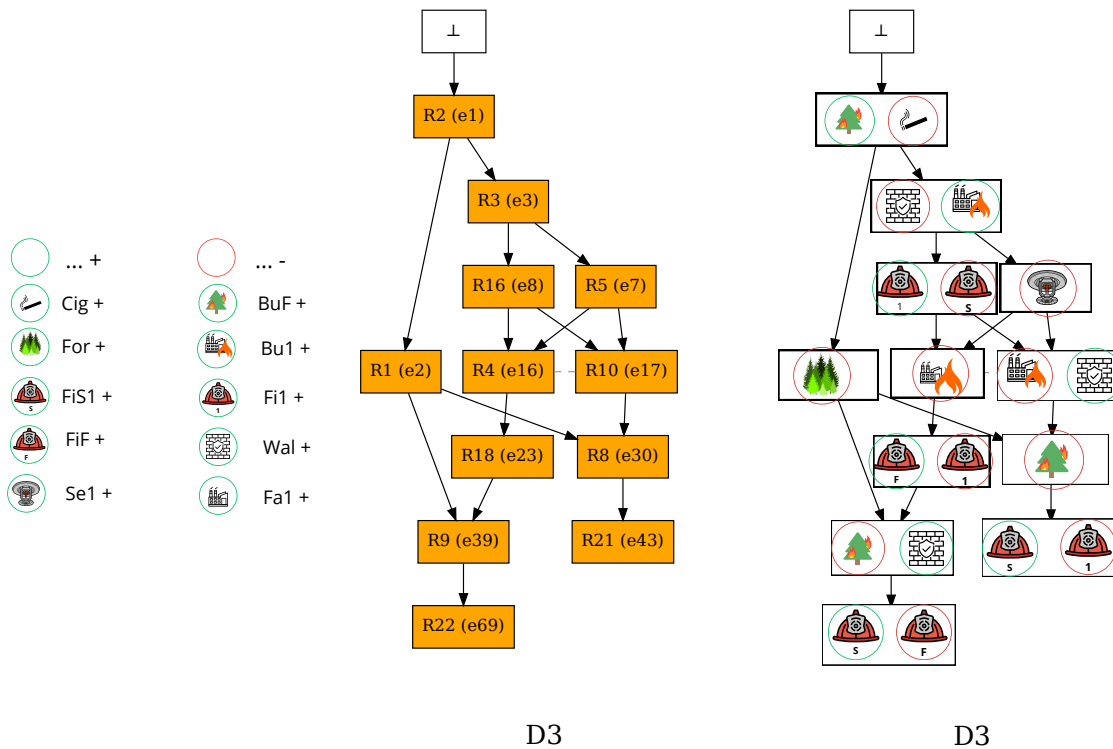 ⊥
⊥
R2 (e1)
R3 (e3)
... +
... -
R16 (e8)
R5 (e7)
Cig +
BuF +
1
S
For +
Bu1 +
R1 (e2)
R4 (e16)
R10 (e17)
FiS1 +
Fi1 +
S
1
FiF +
Wal +
F
R18 (e23)
R8 (e30)
F
1
Se1 +
Fa1 +
R9 (e39)
R21 (e43)
S
1
R22 (e69)
S
F
D3
D3